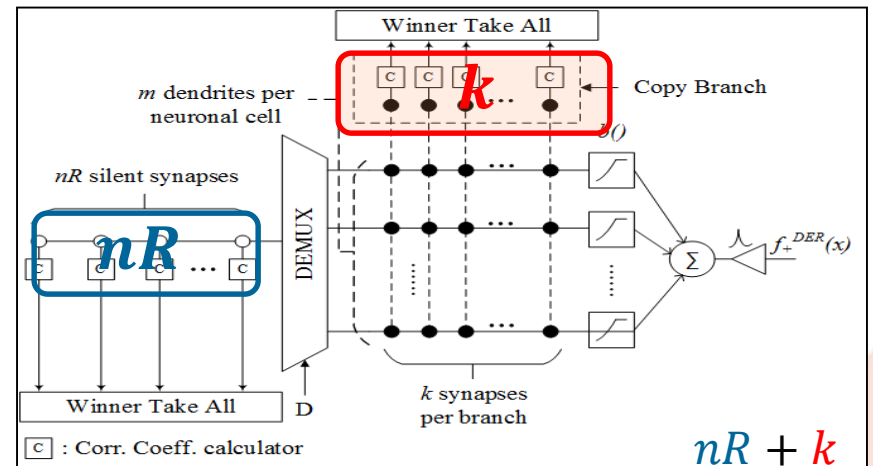 Winner Take All
C C C C
k
Copy Branch
m dendrites per
neuronal cell
b()
nR silent synapses
nR
C C C ... C
DEMUX
...
...
...
Σ
f₊ᴰᴱᴿ(x)
Winner Take All
D
k synapses
per branch
C : Corr. Coeff. calculator
nR + k